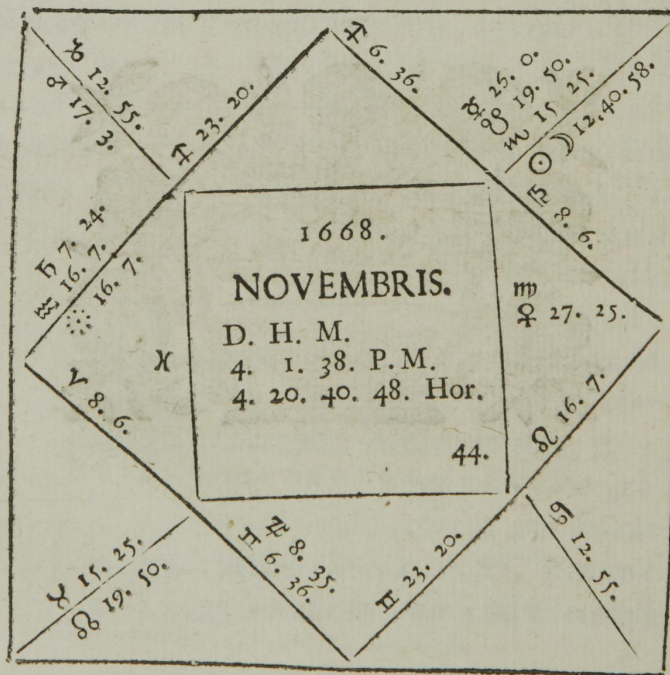 ♑ 12. 55.
♂ 17. 3.
♐ 23. 20.
♐ 6. 36.
☿ 26. 0.
☋ 19. 50.
♏ 15 25.
☉ ☽ 12. 40. 58.
♎ 8. 6.
♄ 7. 24.
♒ 16. 7.
◌ 16. 7.
1668.
NOVEMBRIS.
D. H. M.
4. 1. 38. P. M.
4. 20. 40. 48. Hor.
44.
♍
♀ 27. 25.
♓
♈ 8. 6.
♌ 16. 7.
♉ 15. 25.
☊ 19. 50.
♃ 8. 35.
♊ 6. 36.
♊ 23. 20.
♋ 12. 55.